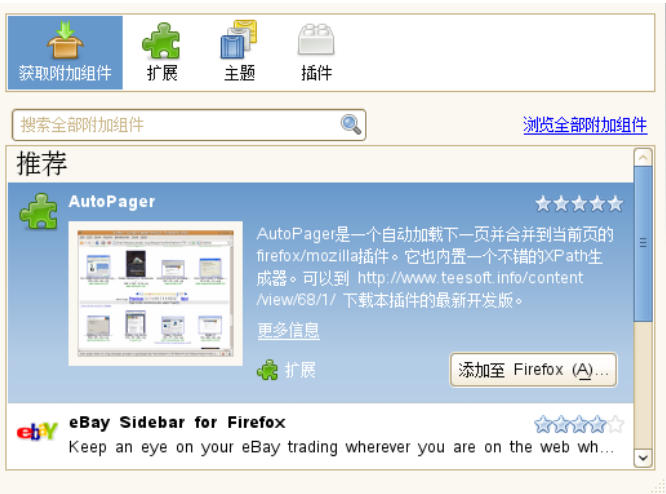 获取附加组件
扩展
主题
插件
搜索全部附加组件
浏览全部附加组件
推荐
AutoPager
AutoPager是一个自动加载下一页并合并到当前页的
firefox/mozilla插件。它也内置一个不错的XPath生
成器。可以到 http://www.teesoft.info/content
/view/68/1/ 下载本插件的最新开发版。
更多信息
扩展
添加至 Firefox (A)...
ebY
eBay Sidebar for Firefox
Keep an eye on your eBay trading wherever you are on the web wh...